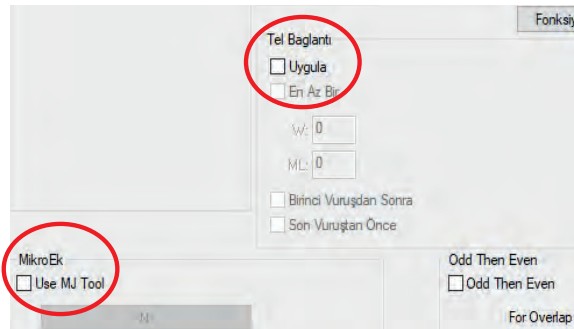 Fonksiy
Tel Baglantı
Uygula
En Az Bir
W: 0
ML: 0
Birinci Vuruşdan Sonra
Son Vuruştan Önce
MikroEk
Use MJ Tool
Odd Then Even
Odd Then Even
For Overlap